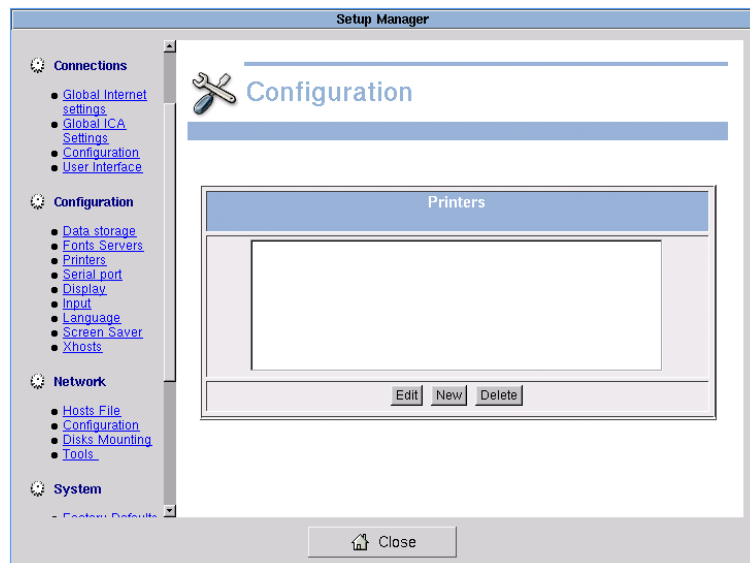 Setup Manager
Connections
Global Internet
settings
Global ICA
Settings
Configuration
User Interface
Configuration
Data storage
Fonts Servers
Printers
Serial port
Display
Input
Language
Screen Saver
Xhosts
Network
Hosts File
Configuration
Disks Mounting
Tools
System
Factory Defaults
Configuration
Printers
Edit New Delete
Close